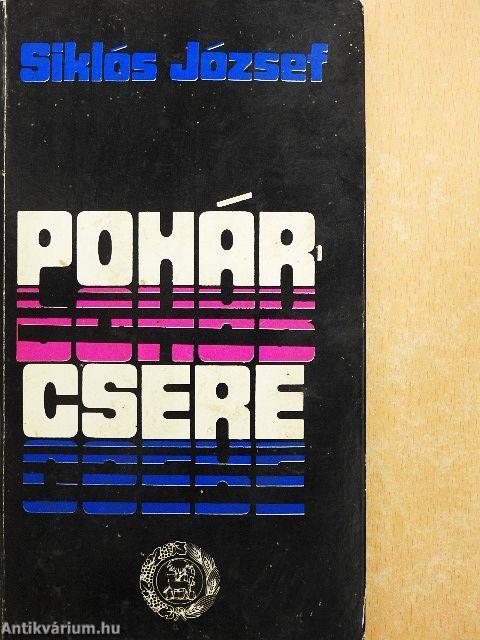 Siklós József
POHÁR,
CSERE
Antikvárium.hu